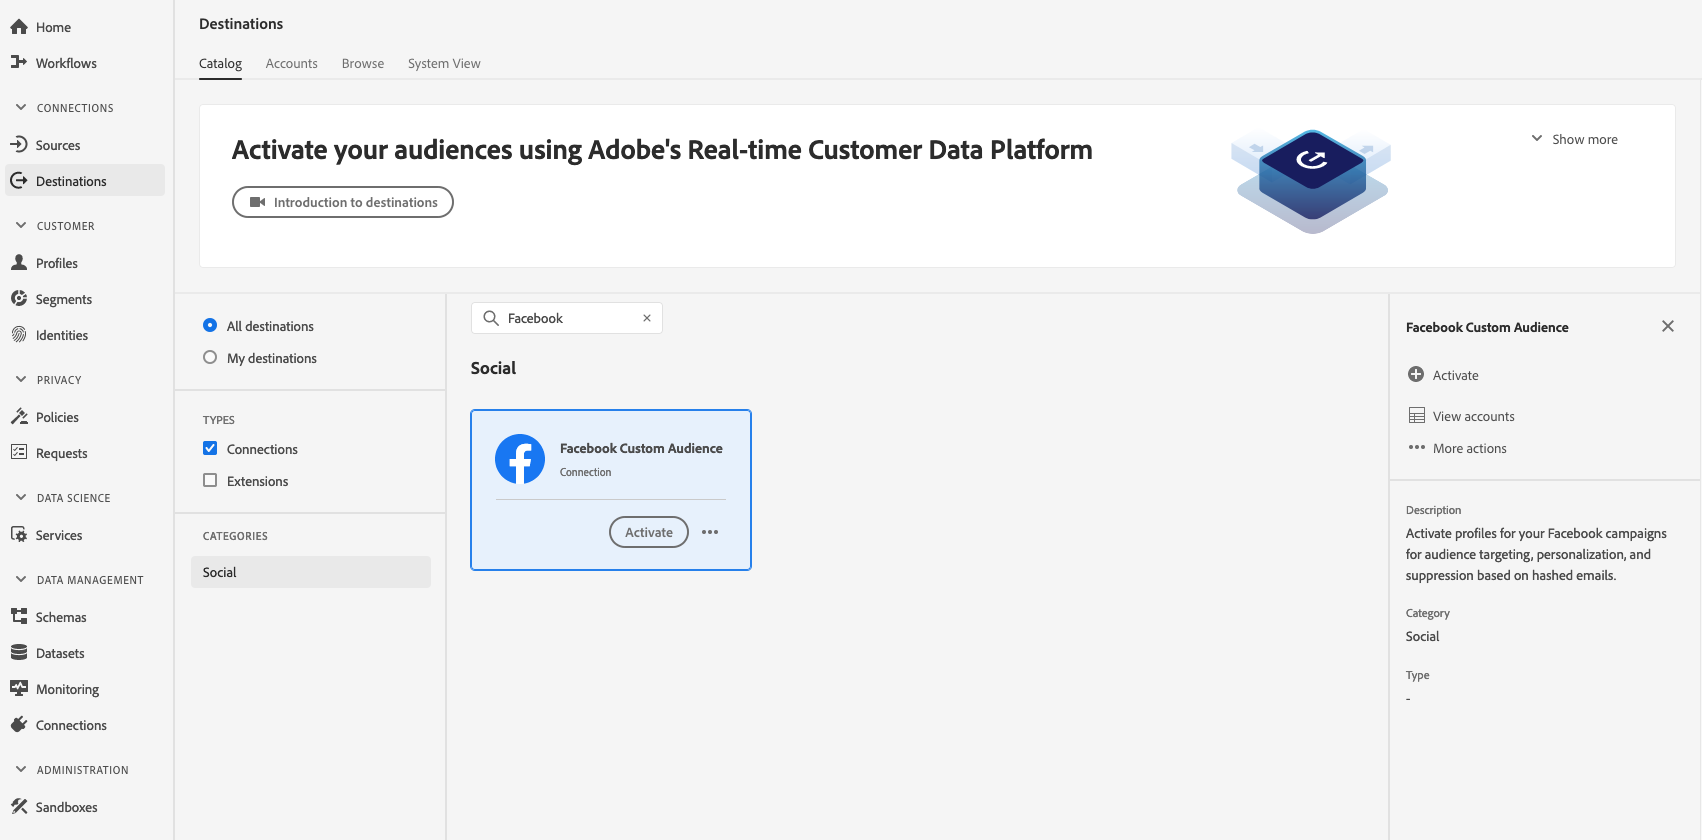 Home
Workflows
CONNECTIONS
Sources
Destinations
CUSTOMER
Profiles
Segments
Identities
PRIVACY
Policies
Requests
DATA SCIENCE
Services
DATA MANAGEMENT
Schemas
Datasets
Monitoring
Connections
ADMINISTRATION
Sandboxes
Destinations
Catalog Accounts Browse System View
Activate your audiences using Adobe's Real-time Customer Data Platform
Introduction to destinations
Show more
All destinations
My destinations
TYPES
Connections
Extensions
CATEGORIES
Social
Facebook
Social
Facebook Custom Audience
Connection
Activate
Facebook Custom Audience
Activate
View accounts
More actions
Description
Activate profiles for your Facebook campaigns
for audience targeting, personalization, and
suppression based on hashed emails.
Category
Social
Type
-